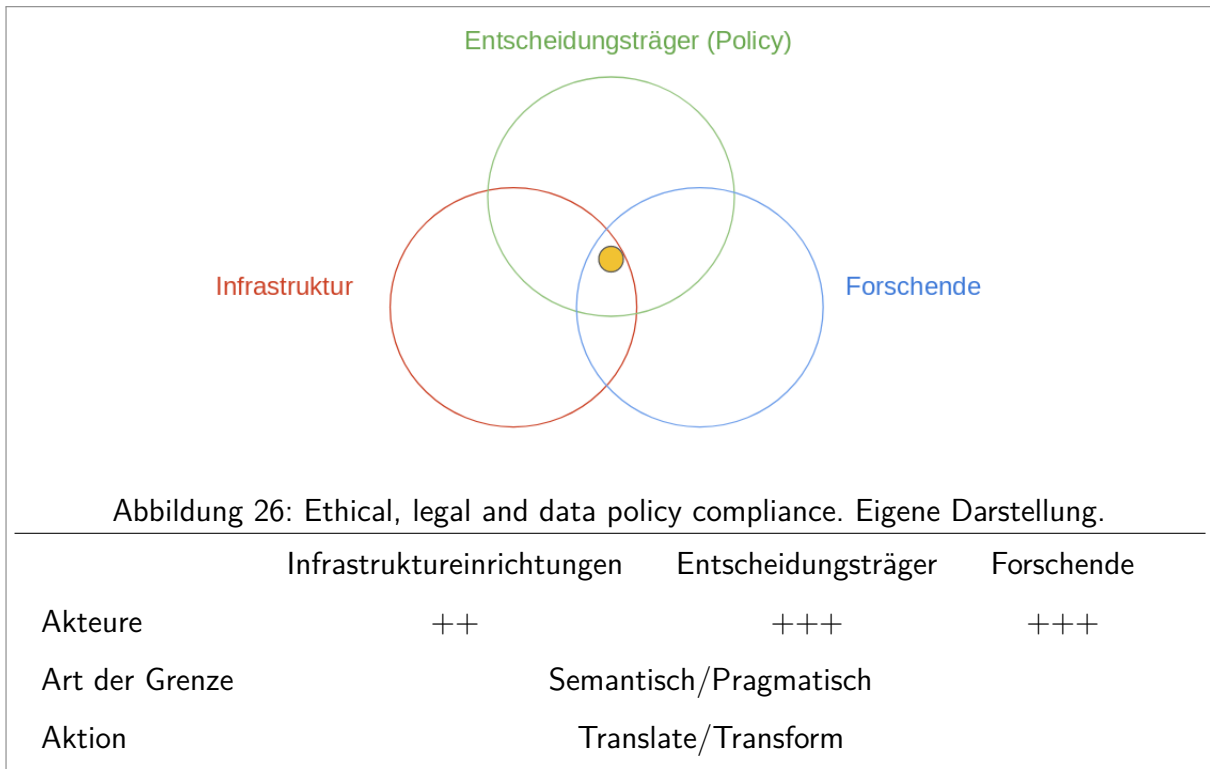 Entscheidungsträger (Policy)
Infrastruktur
Forschende
Abbildung 26: Ethical, legal and data policy compliance. Eigene Darstellung.
Infrastruktureinrichtungen Entscheidungsträger Forschende
Akteure ++ +++ +++
Art der Grenze Semantisch/Pragmatisch
Aktion Translate/Transform